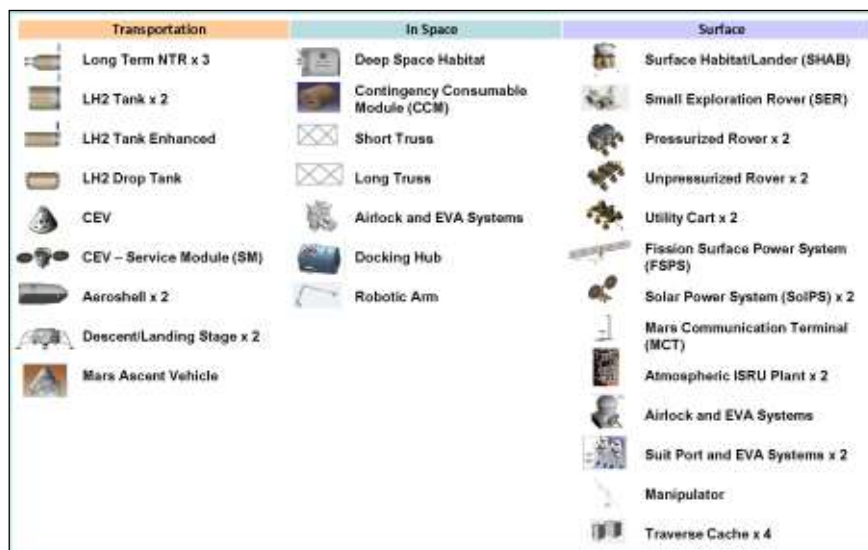 Transportation
Long Term NTR x 3
LH2 Tank x 2
LH2 Tank Enhanced
LH2 Drop Tank
CEV
CEV – Service Module (SM)
Aeroshell x 2
Descent/Landing Stage x 2
Mars Ascent Vehicle
In Space
Deep Space Habitat
Contingency Consumable
Module (CCM)
Short Truss
Long Truss
Airlock and EVA Systems
Docking Hub
Robotic Arm
Surface
Surface Habitat/Lander (SHAB)
Small Exploration Rover (SER)
Pressurized Rover x 2
Unpressurized Rover x 2
Utility Cart x 2
Fission Surface Power System
(FSPS)
Solar Power System (SolPS) x 2
Mars Communication Terminal
(MCT)
Atmospheric ISRU Plant x 2
Airlock and EVA Systems
Suit Port and EVA Systems x 2
Manipulator
Traverse Cache x 4